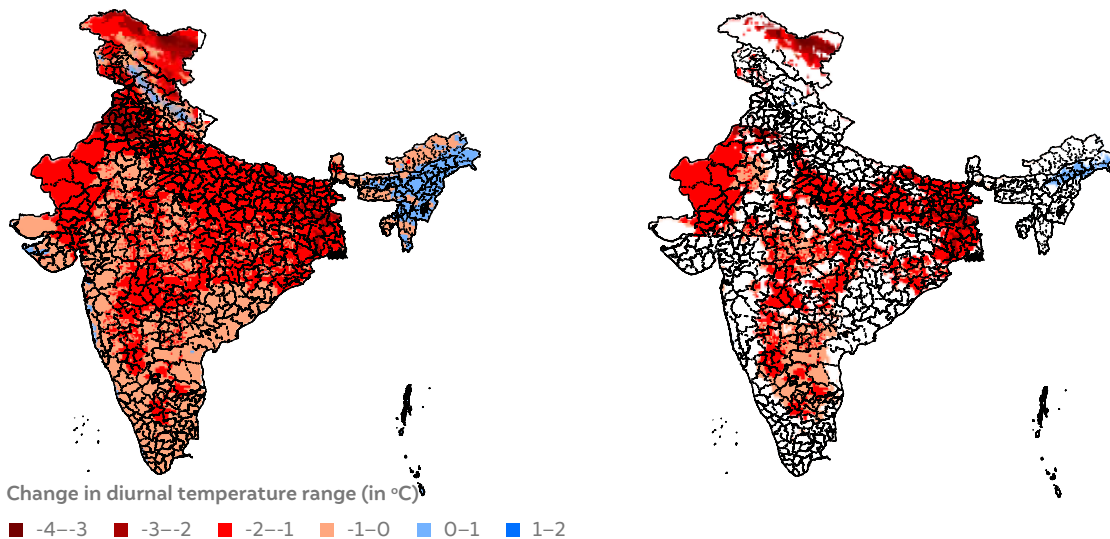 Change in diurnal temperature range (in °C)
-4–-3 -3–-2 -2–-1 -1–0 0–1 1–2